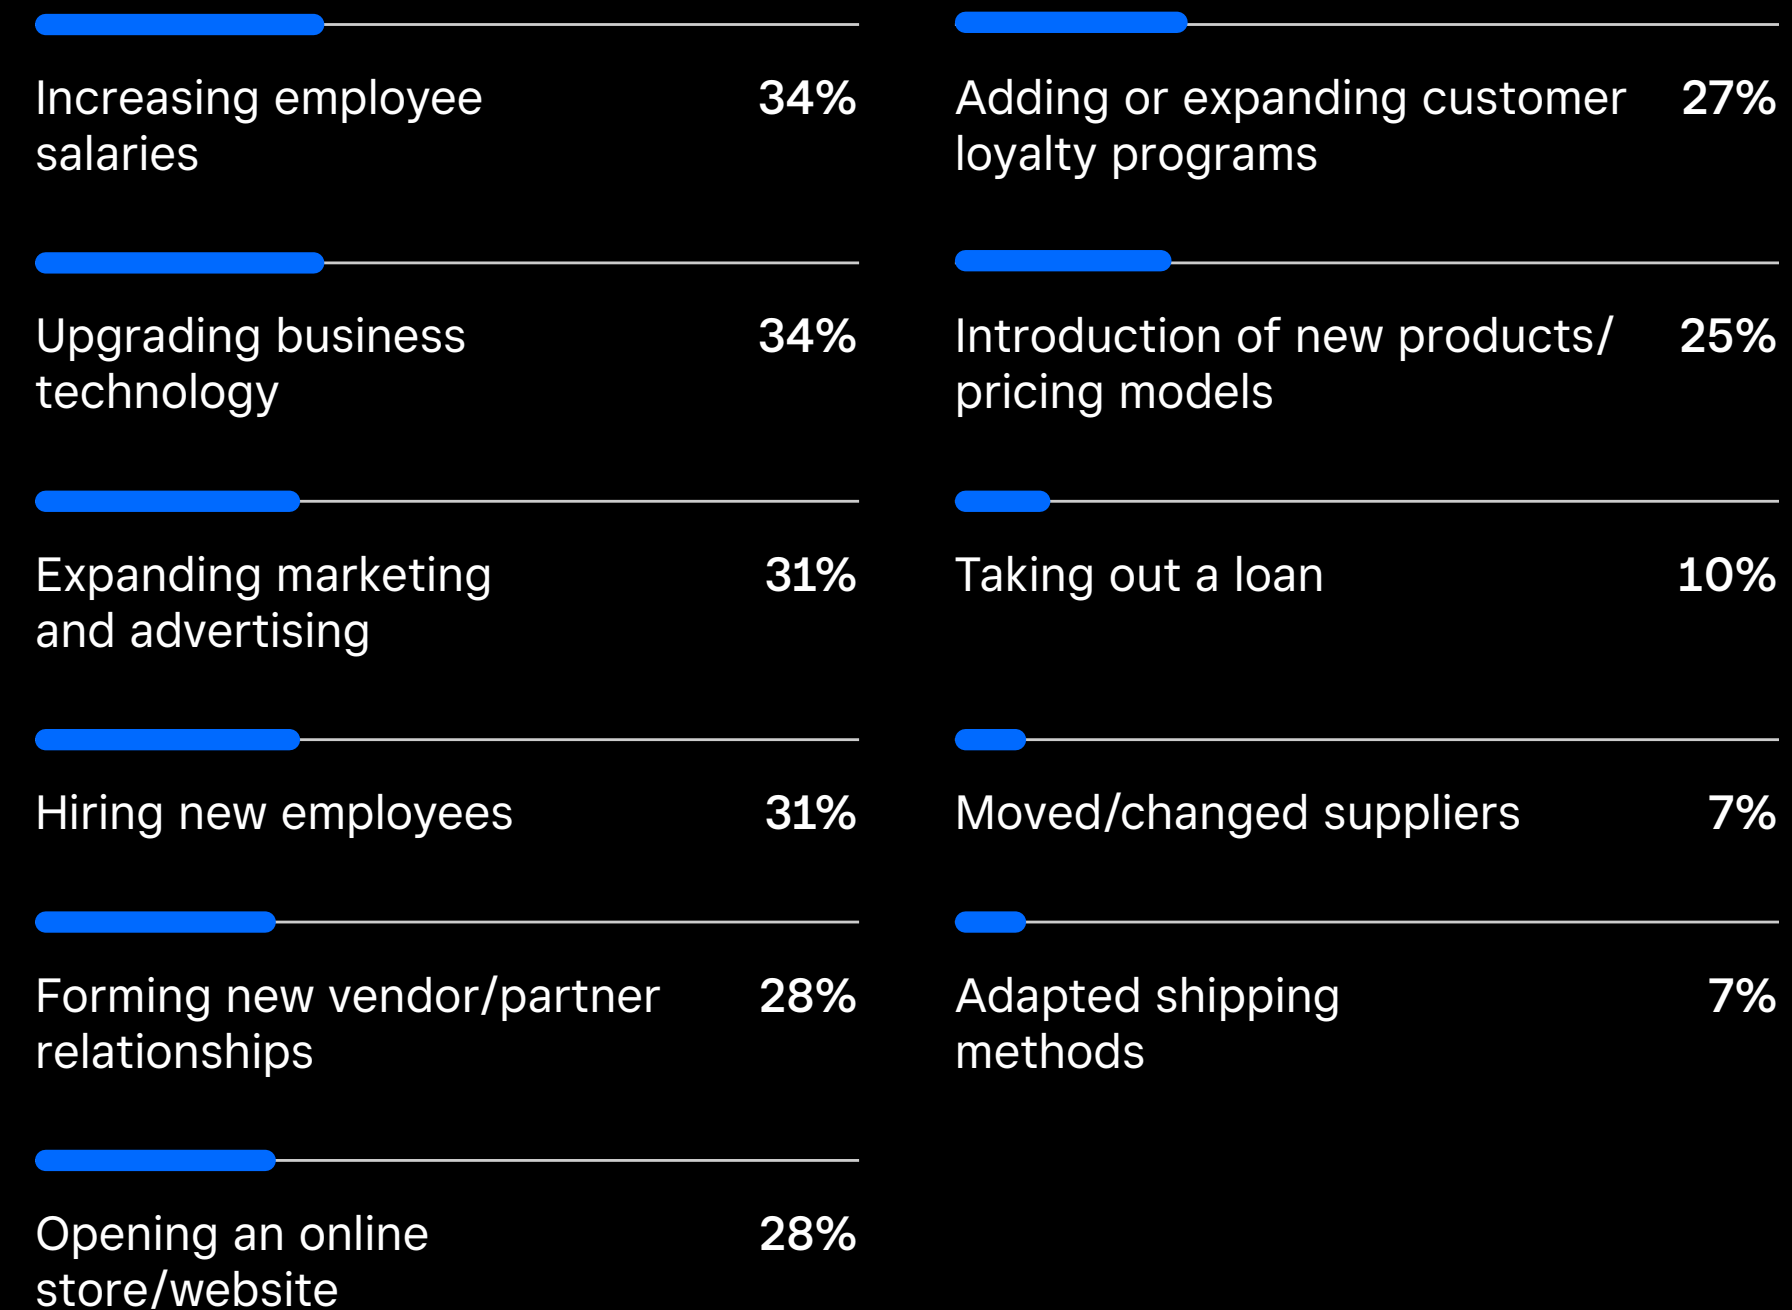 Increasing employee
salaries
34%
Upgrading business
technology
34%
Expanding marketing
and advertising
31%
Hiring new employees
31%
Forming new vendor/partner
relationships
28%
Opening an online
store/website
28%
Adding or expanding customer
loyalty programs
27%
Introduction of new products/
pricing models
25%
Taking out a loan
10%
Moved/changed suppliers
7%
Adapted shipping
methods
7%